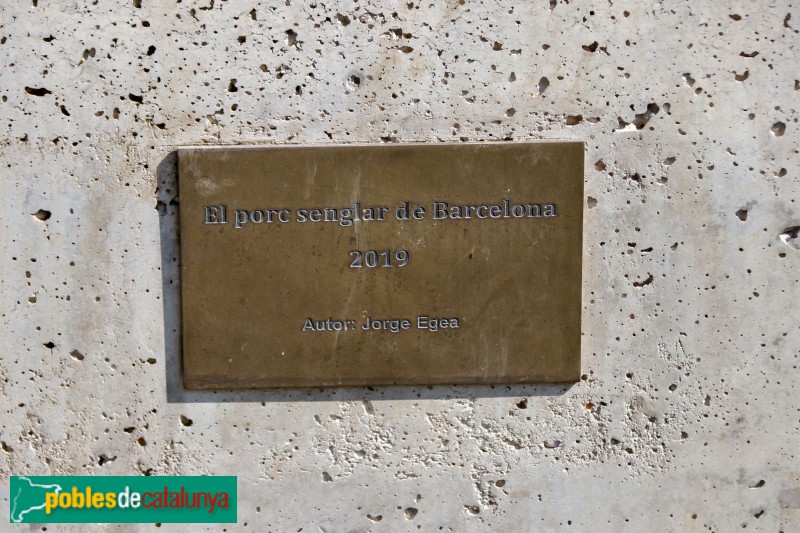 El porc senglar de Barcelona
2019
Autor: Jorge Egea
poblesdecatalunya